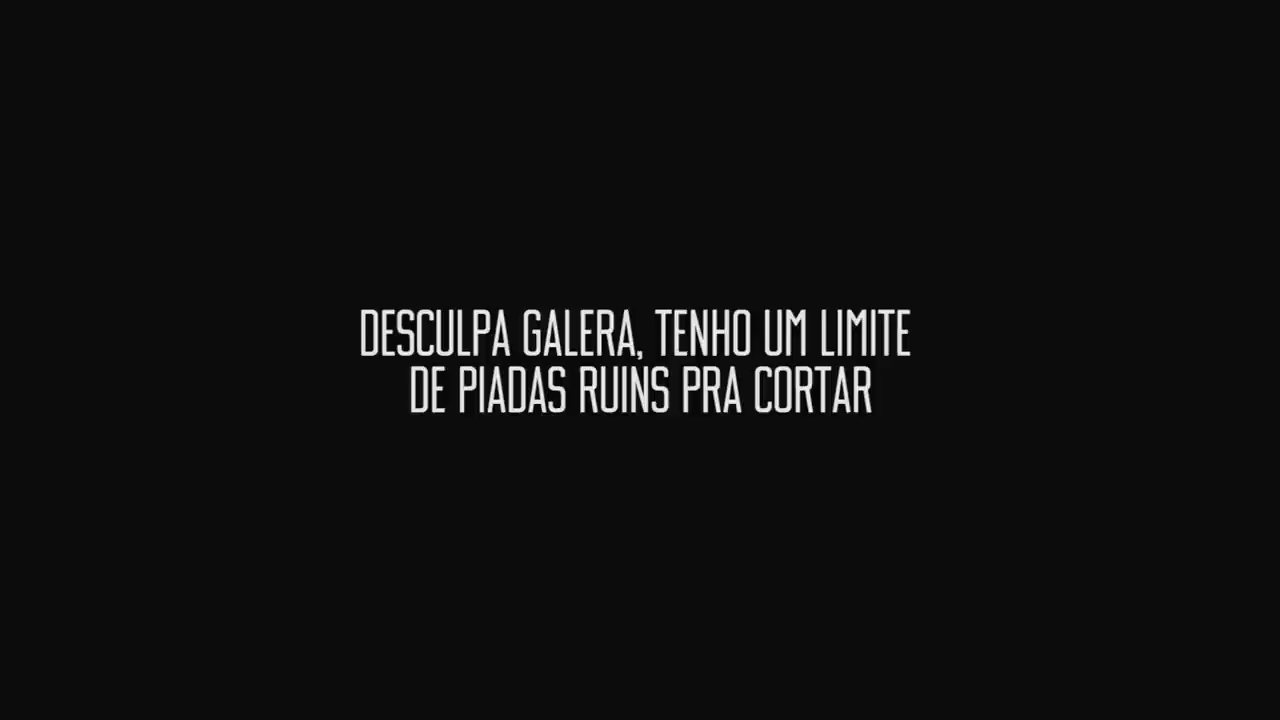 DESCULPA GALERA, TENHO UM LIMITE
DE PIADAS RUINS PRA CORTAR